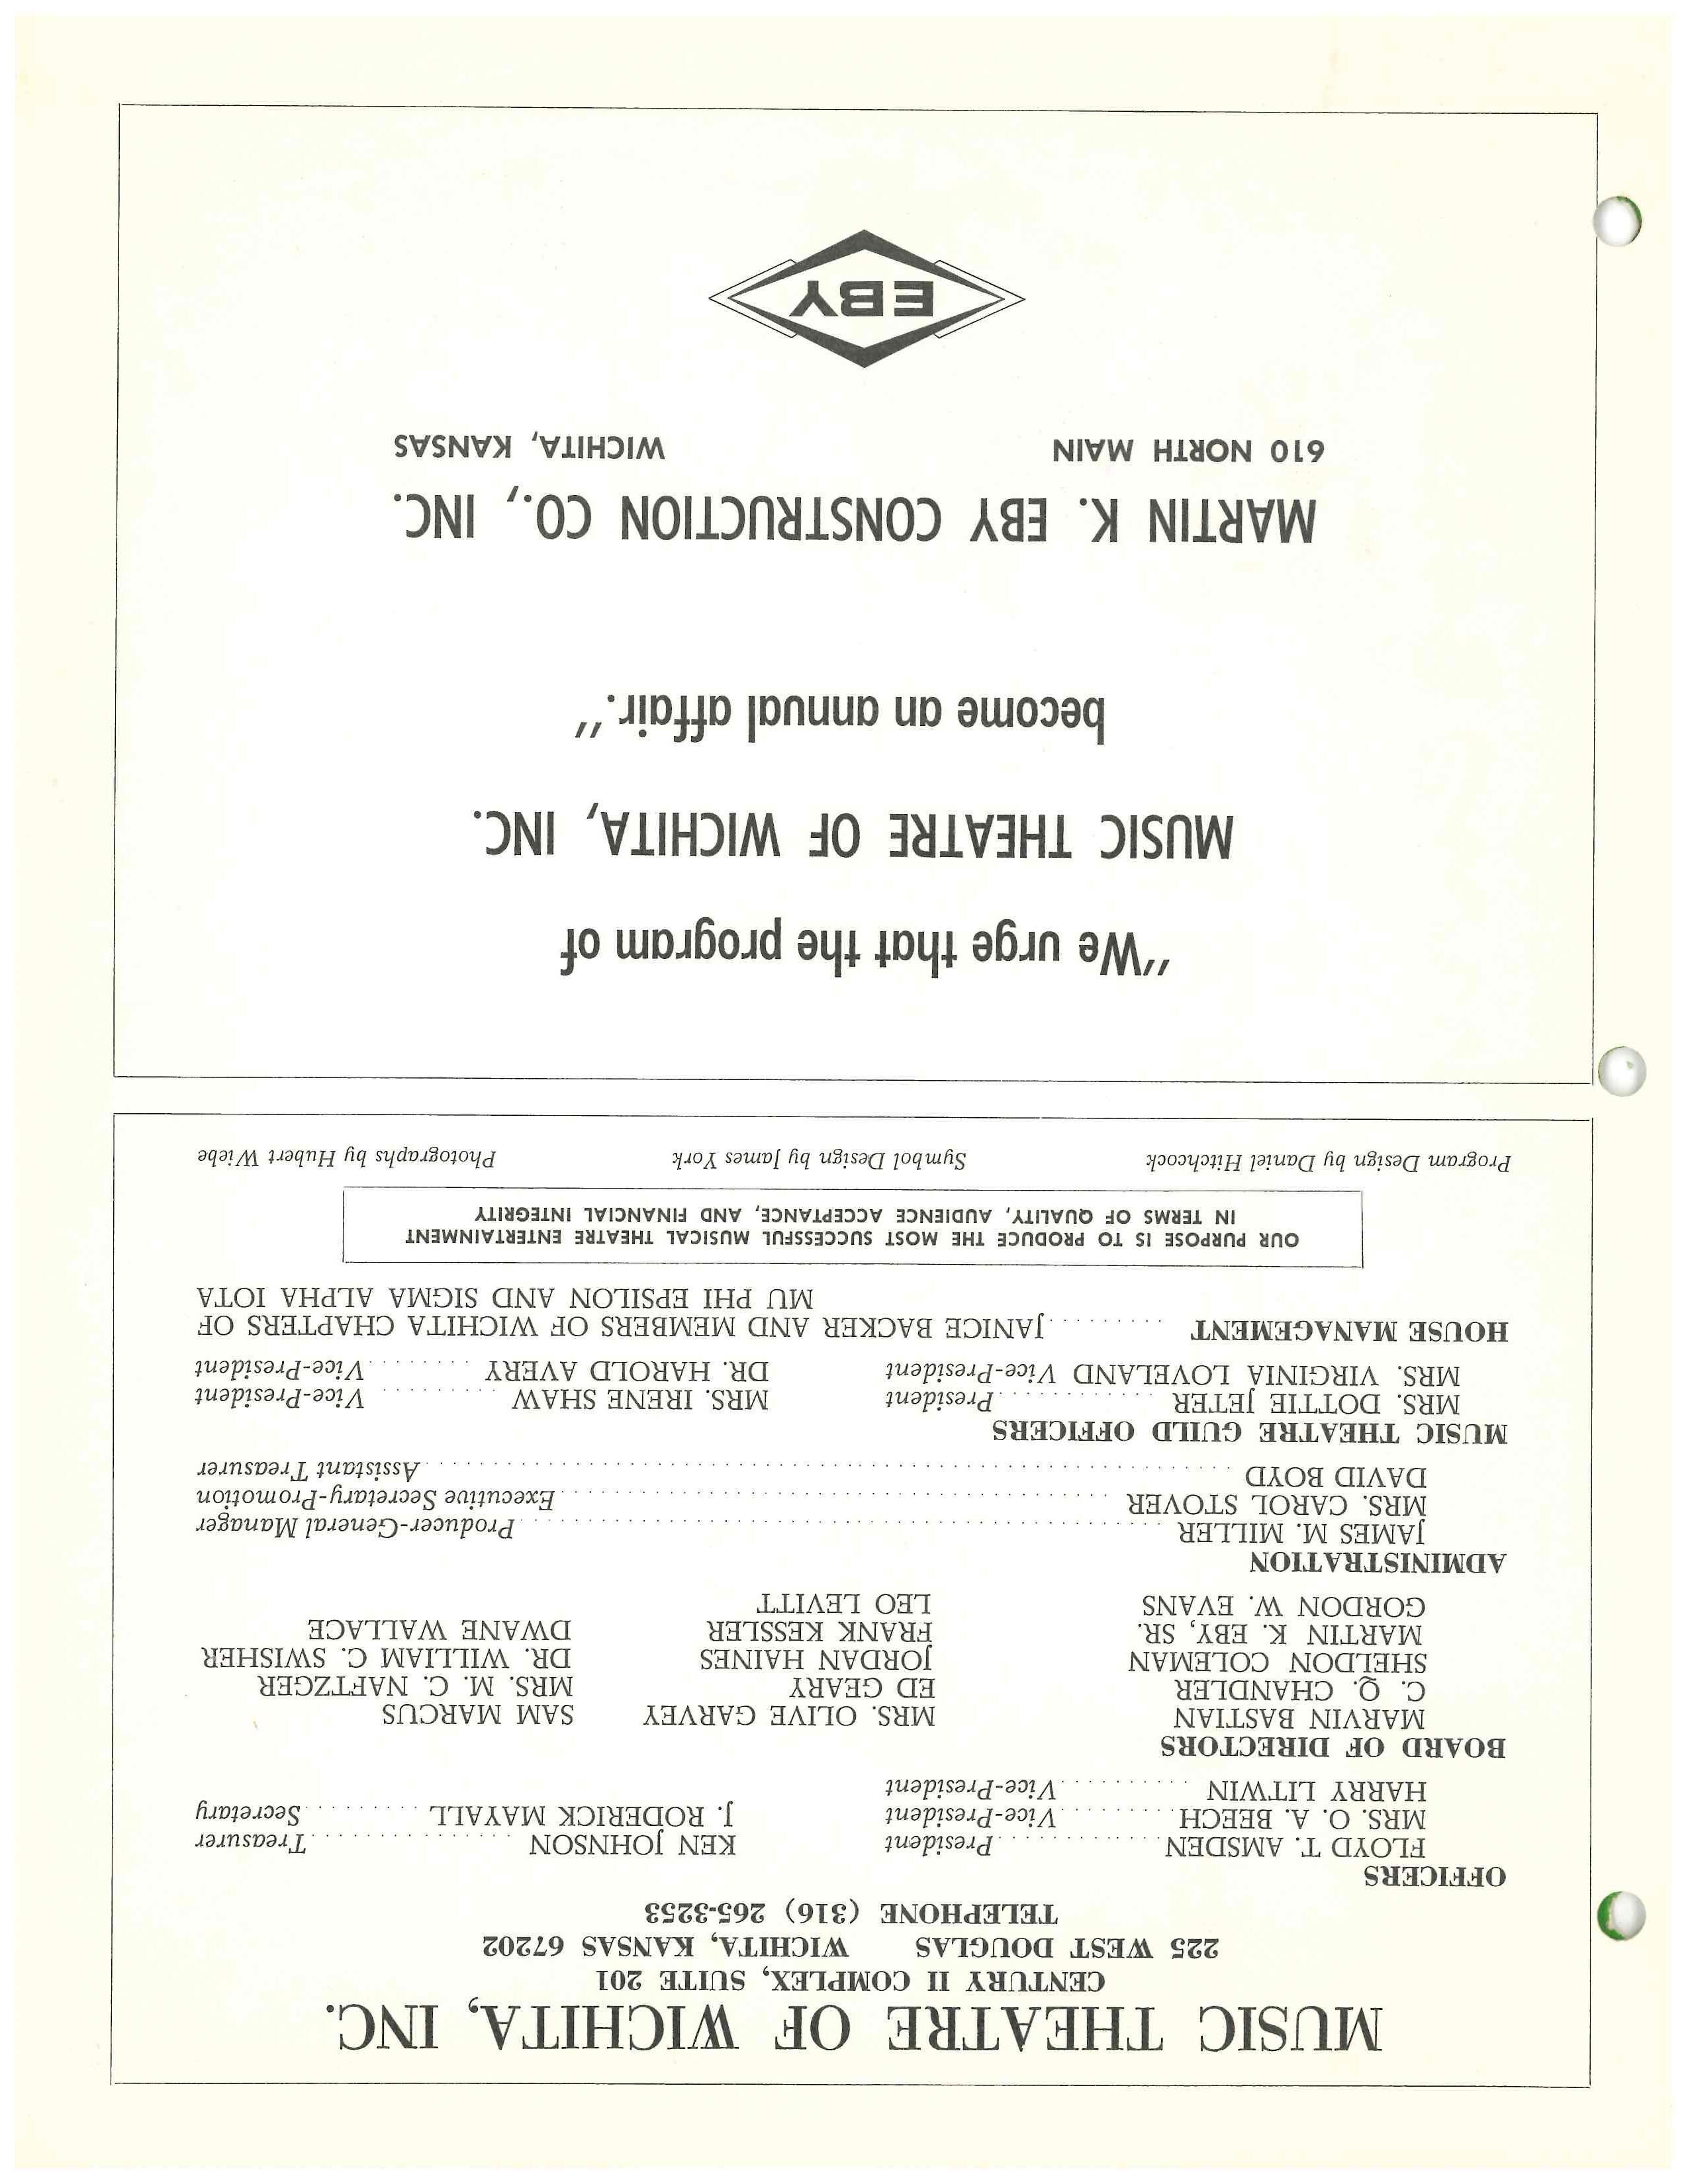 MUSIC THEATRE OF WICHITA, INC.
CENTURY II COMPLEX, SUITE 201
225 WEST DOUGLAS WICHITA, KANSAS 67202
TELEPHONE (316) 265-3253
OFFICERS
FLOYD T. AMSDEN ............ President KEN JOHNSON ............... Treasurer
MRS. O. A. BEECH ........... Vice-President J. RODERICK MAYALL ......... Secretary
HARRY LITWIN .......... Vice-President
BOARD OF DIRECTORS
MARVIN BASTIAN MRS. OLIVE GARVEY SAM MARCUS
C. Q. CHANDLER ED GEARY MRS. M. C. NAFTZGER
SHELDON COLEMAN JORDAN HAINES DR. WILLIAM C. SWISHER
MARTIN K. EBY, SR. FRANK KESSLER DWANE WALLACE
GORDON W. EVANS LEO LEVITT
ADMINISTRATION
JAMES M. MILLER ............................................ Producer-General Manager
MRS. CAROL STOVER ...................................... Executive Secretary-Promotion
DAVID BOYD ........................................................ Assistant Treasurer
MUSIC THEATRE GUILD OFFICERS
MRS. DOTTIE JETER ............ President MRS. IRENE SHAW ......... Vice-President
MRS. VIRGINIA LOVELAND Vice-President DR. HAROLD AVERY ........ Vice-President
HOUSE MANAGEMENT .......... JANICE BACKER AND MEMBERS OF WICHITA CHAPTERS OF
MU PHI EPSILON AND SIGMA ALPHA IOTA
OUR PURPOSE IS TO PRODUCE THE MOST SUCCESSFUL MUSICAL THEATRE ENTERTAINMENT
IN TERMS OF QUALITY, AUDIENCE ACCEPTANCE, AND FINANCIAL INTEGRITY
Program Design by Daniel Hitchcock Symbol Design by James York Photographs by Hubert Wiebe
"We urge that the program of
MUSIC THEATRE OF WICHITA, INC.
become an annual affair."
MARTIN K. EBY CONSTRUCTION CO., INC.
610 NORTH MAIN WICHITA, KANSAS
EBY